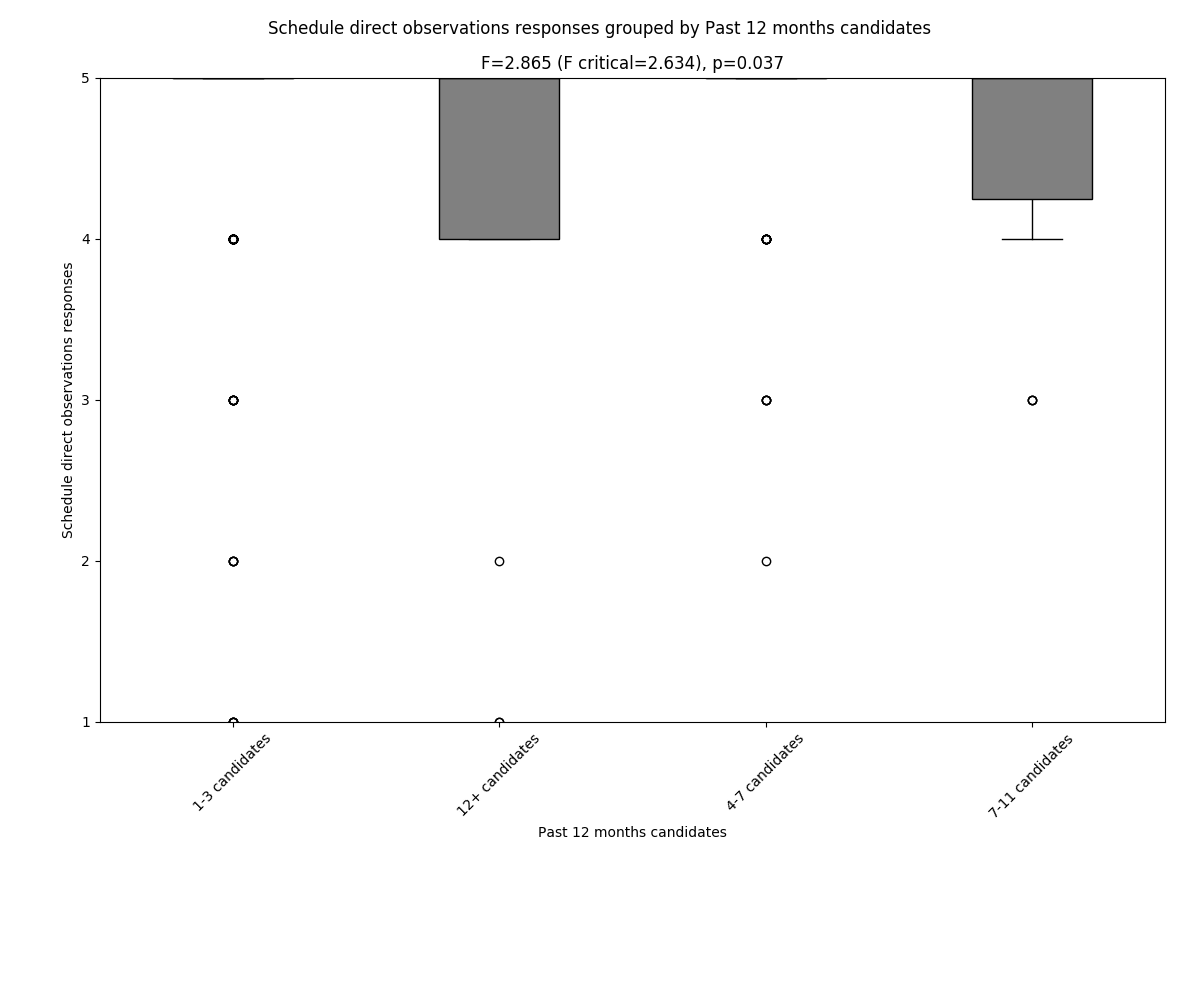 Schedule direct observations responses grouped by Past 12 months candidates
F=2.865 (F critical=2.634), p=0.037
Schedule direct observations responses
5
4
3
2
1
1-3 candidates
12+ candidates
4-7 candidates
7-11 candidates
Past 12 months candidates